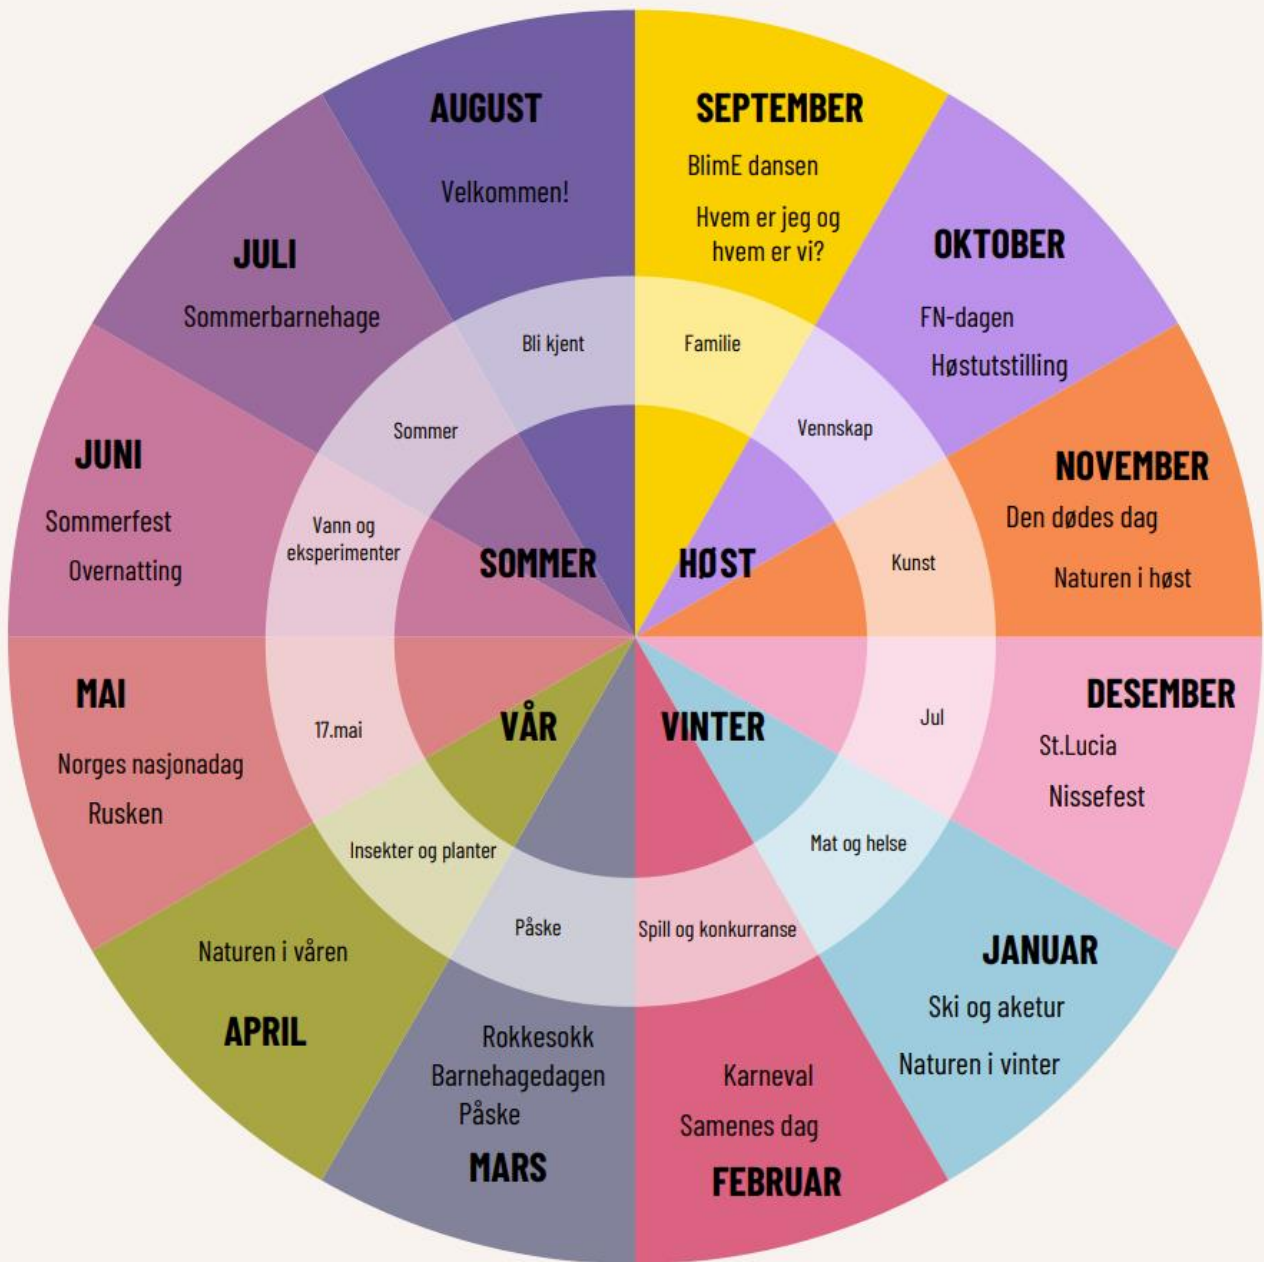 AUGUST
Velkommen!
Bli kjent
SEPTEMBER
BlimE dansen
Hvem er jeg og
hvem er vi?
Familie
OKTOBER
FN-dagen
Høstutstilling
Vennskap
NOVEMBER
Den dødes dag
Naturen i høst
Kunst
HØST
DESEMBER
St.Lucia
Nissefest
Jul
JANUAR
Ski og aketur
Naturen i vinter
Mat og helse
VINTER
Karneval
Samenes dag
FEBRUAR
Spill og konkurranse
Rokkesokk
Barnehagedagen
Påske
MARS
Påske
Naturen i våren
APRIL
Insekter og planter
VÅR
MAI
Norges nasjonadag
Rusken
17.mai
JUNI
Sommerfest
Overnatting
Vann og
eksperimenter
SOMMER
JULI
Sommerbarnehage
Sommer